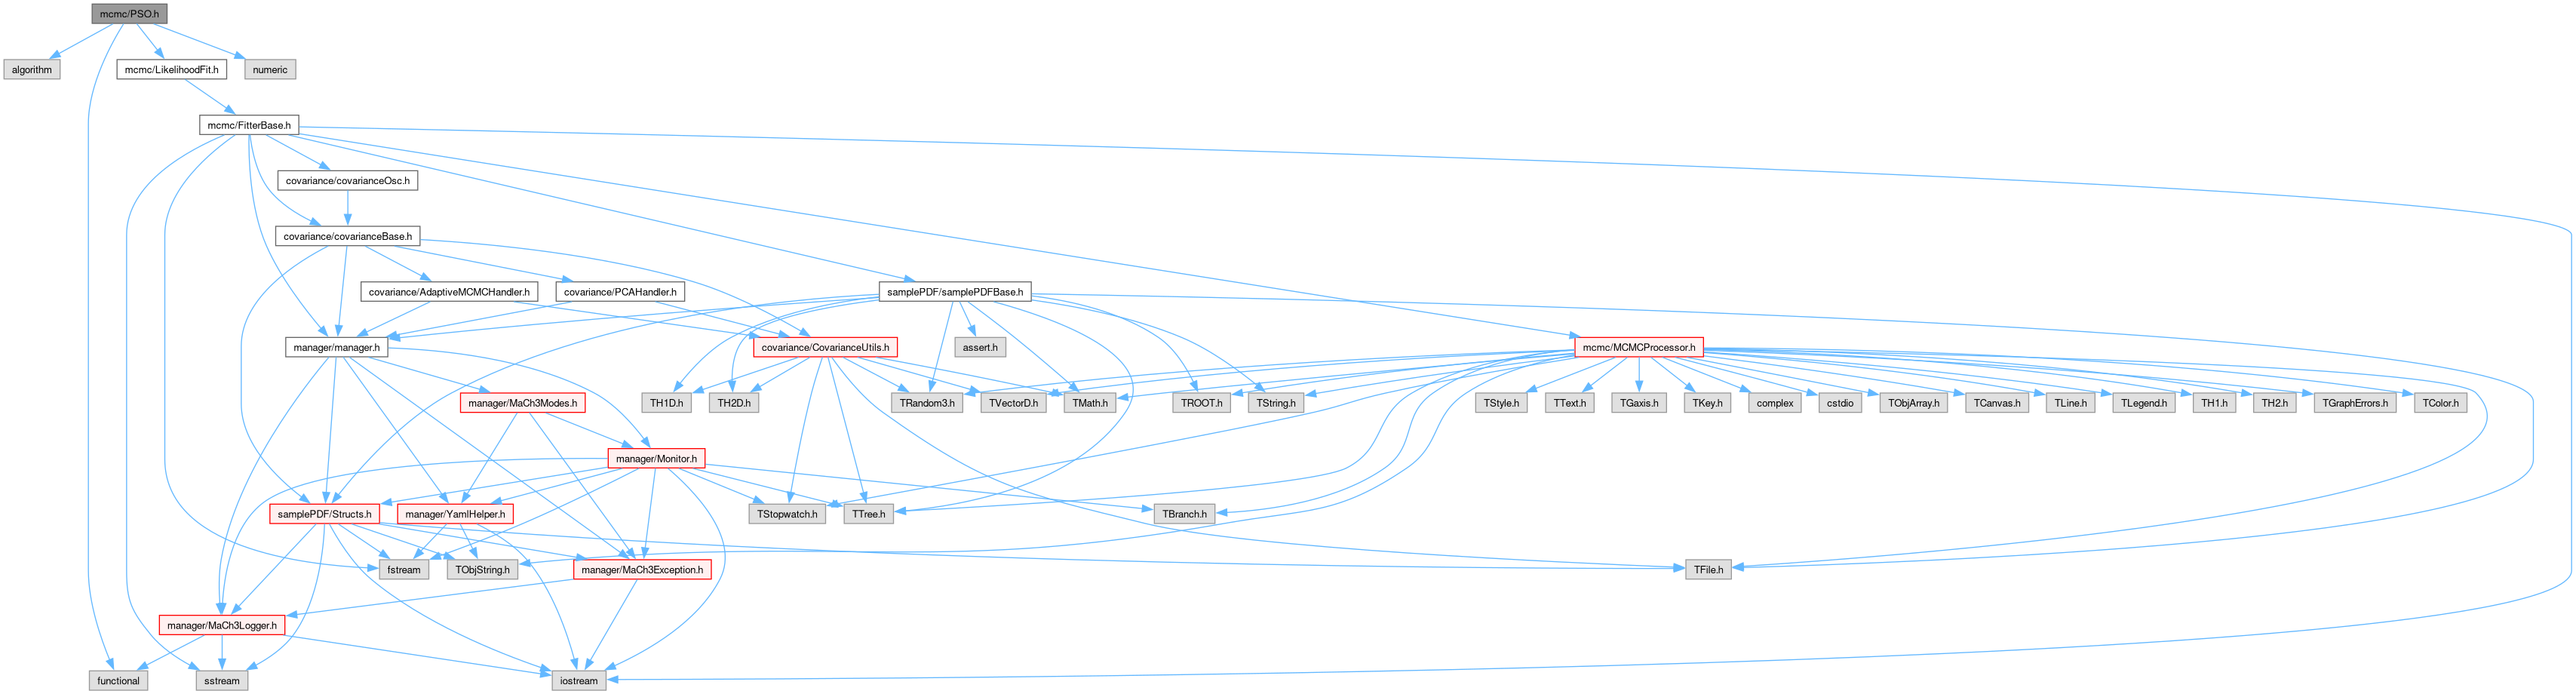 mcmc/PSO.h
algorithm
mcmc/LikelihoodFit.h
numeric
mcmc/FitterBase.h
covariance/covarianceOsc.h
covariance/covarianceBase.h
covariance/AdaptiveMCMCHandler.h
covariance/PCAHandler.h
samplePDF/samplePDFBase.h
manager/manager.h
covariance/CovarianceUtils.h
assert.h
mcmc/MCMCProcessor.h
manager/MaCh3Modes.h
TH1D.h
TH2D.h
TRandom3.h
TVectorD.h
TMath.h
TROOT.h
TString.h
TStyle.h
TText.h
TGaxis.h
TKey.h
complex
cstdio
TObjArray.h
TCanvas.h
TLine.h
TLegend.h
TH1.h
TH2.h
TGraphErrors.h
TColor.h
manager/Monitor.h
samplePDF/Structs.h
manager/YamlHelper.h
TStopwatch.h
TTree.h
TBranch.h
fstream
TObjString.h
manager/MaCh3Exception.h
TFile.h
manager/MaCh3Logger.h
functional
sstream
iostream